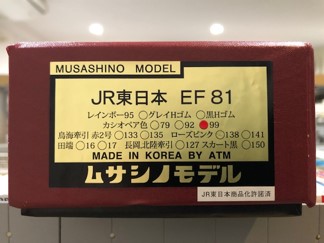 MUSASHINO MODEL
JR東日本 EF 81
レインボー95 ○グレイHゴム ○黒Hゴム
カシオペア色 ○79 ○92 ●99
鳥海牽引 赤2号 ○133 ○135 ローズピンク ○138 ○141
田端 ○16 ○17 長岡,北陸牽引 ○127 スカート黒 ○150
MADE IN KOREA BY ATM
ムサシノモデル
JR東日本商品化許諾済